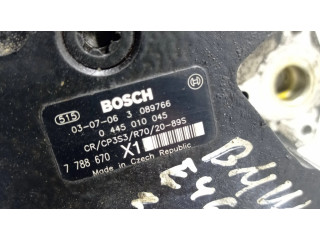 BOSCH
515
03-07-06 3 089766
0 445 010 045
CR/CP3S3/R70/20-89S
7 788 670 X1
Made in Czech Republic
BMW
E46